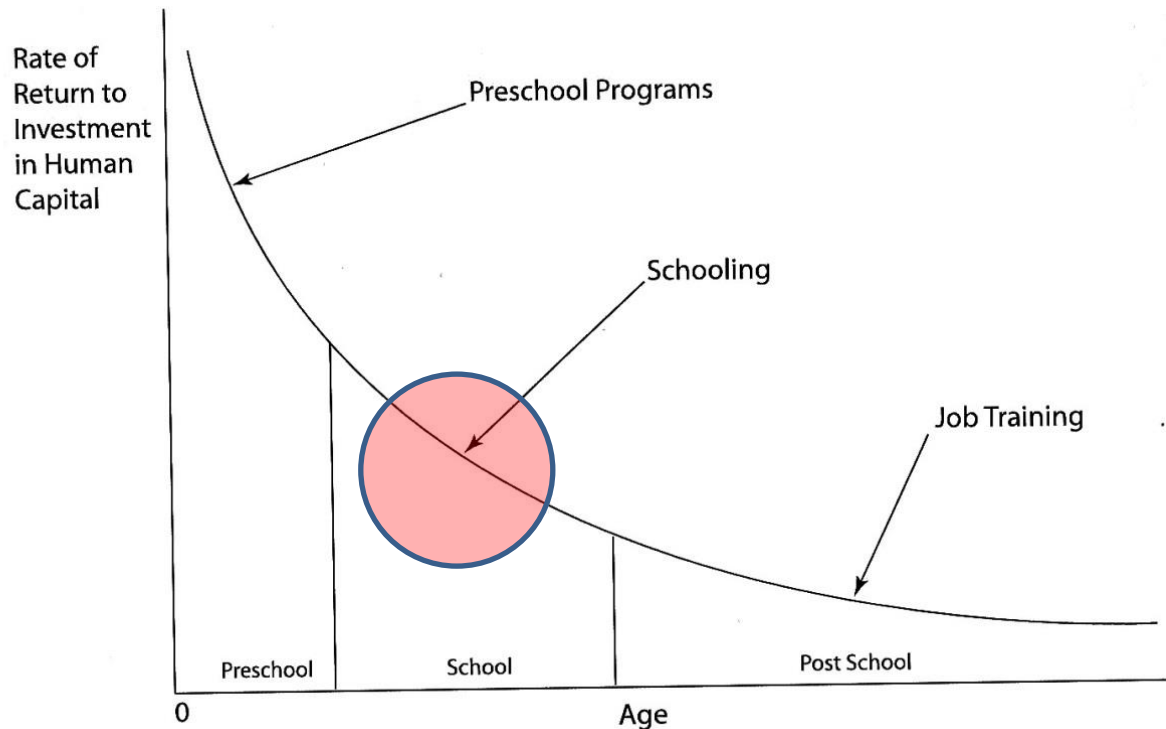 Rate of
Return to
Investment
in Human
Capital
Preschool Programs
Schooling
Job Training
Preschool
School
Post School
0
Age